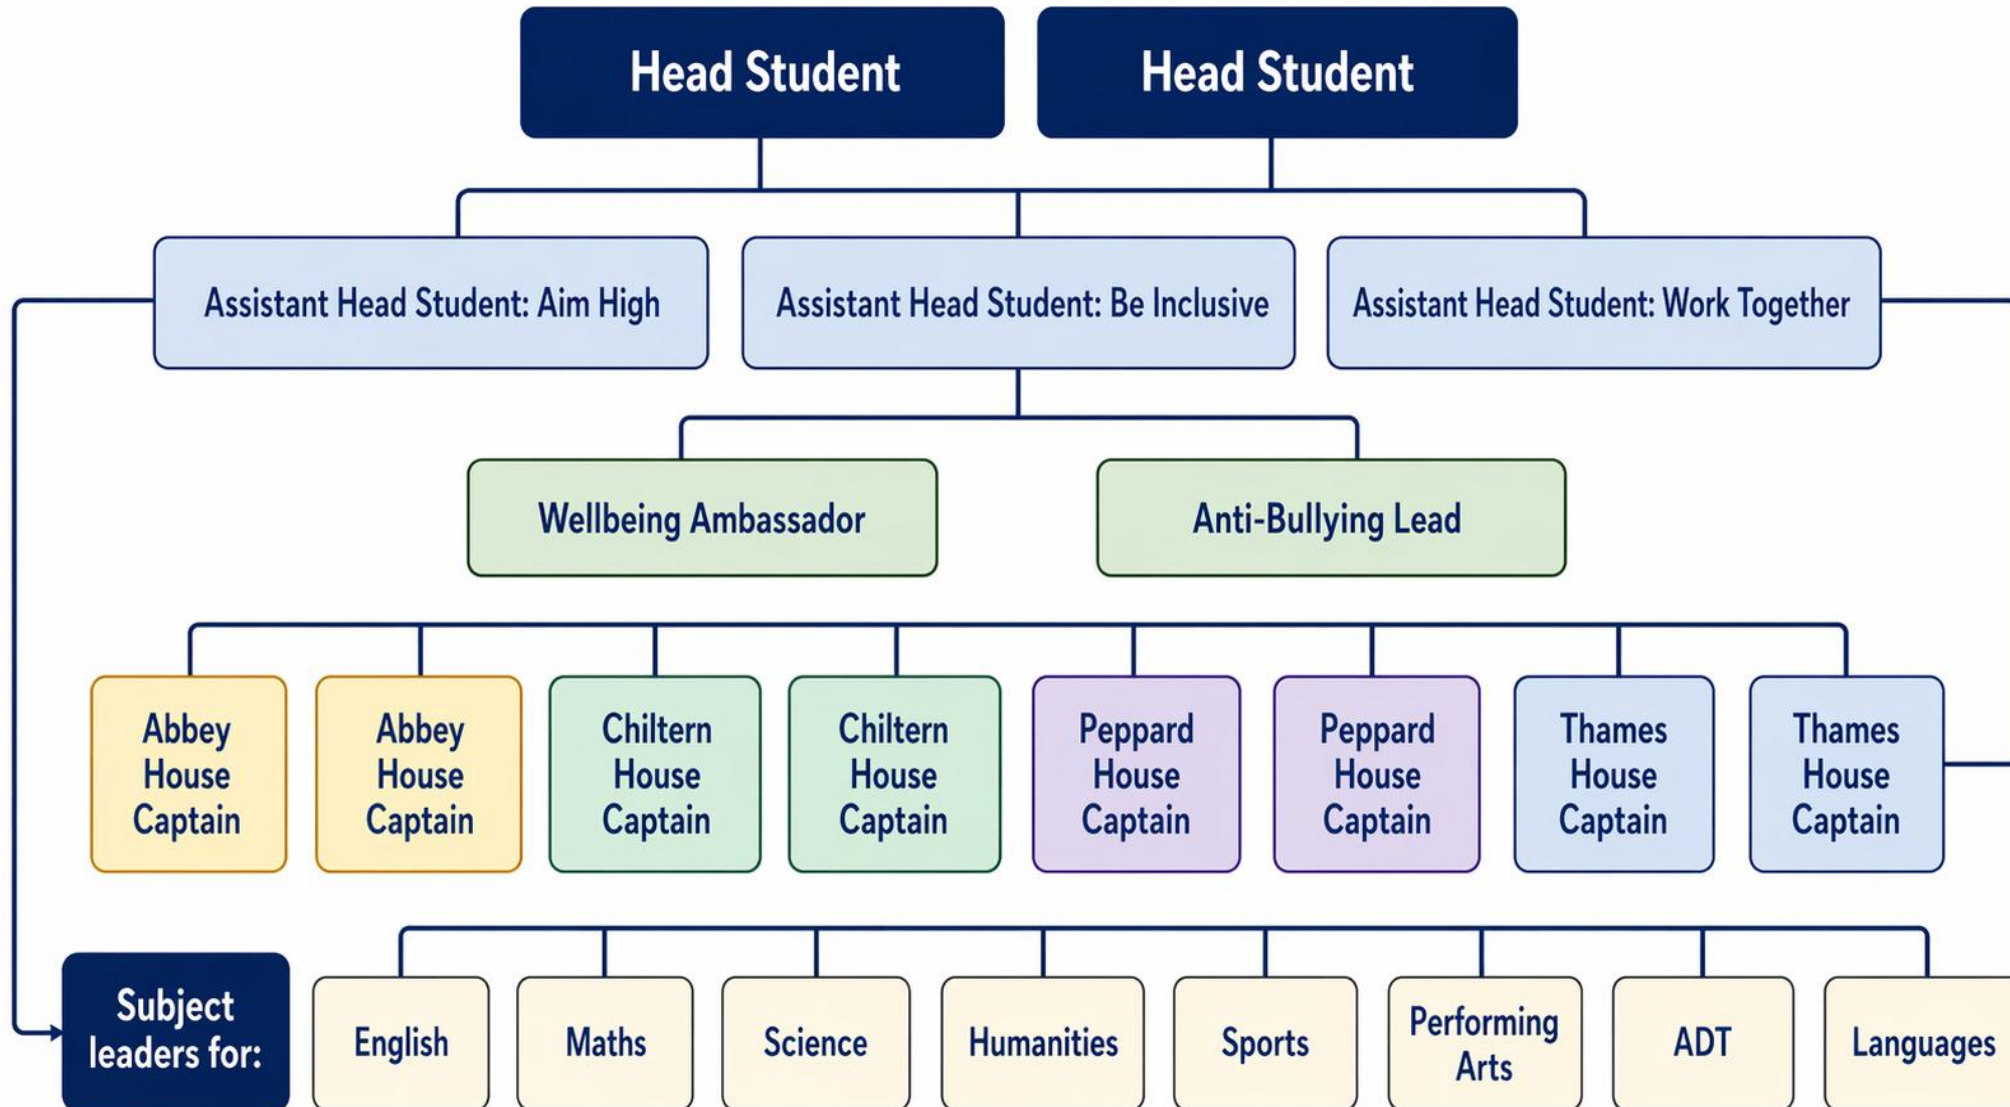 Head Student
Head Student
Assistant Head Student: Aim High
Assistant Head Student: Be Inclusive
Assistant Head Student: Work Together
Wellbeing Ambassador
Anti-Bullying Lead
Abbey
House
Captain
Abbey
House
Captain
Chiltern
House
Captain
Chiltern
House
Captain
Peppard
House
Captain
Peppard
House
Captain
Thames
House
Captain
Thames
House
Captain
Subject
leaders for:
English
Maths
Science
Humanities
Sports
Performing
Arts
ADT
Languages